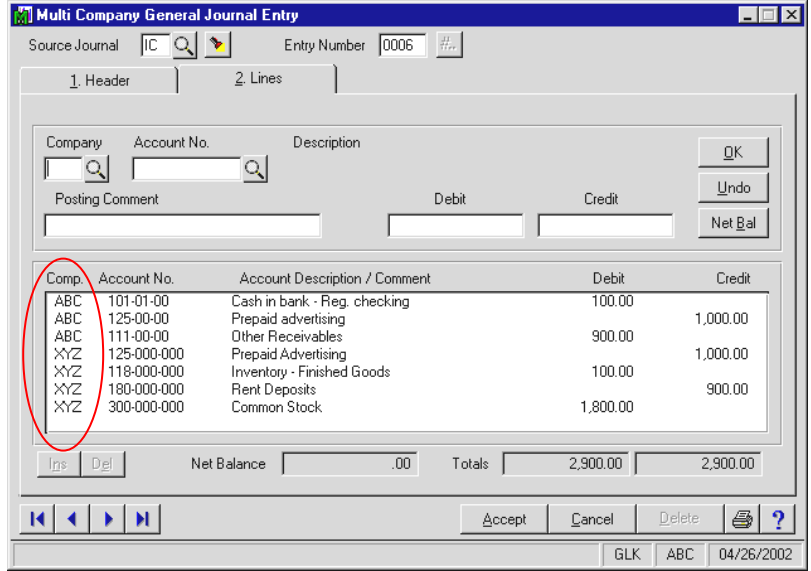 Multi Company General Journal Entry
Source Journal IC Entry Number 0006 #..
1. Header 2. Lines
Company Account No. Description OK
Undo
Posting Comment Debit Credit
Net Bal
Comp. Account No. Account Description / Comment Debit Credit
ABC 101-01-00 Cash in bank - Reg. checking 100.00
ABC 125-00-00 Prepaid advertising 1,000.00
ABC 111-00-00 Other Receivables 900.00
XYZ 125-000-000 Prepaid Advertising 1,000.00
XYZ 118-000-000 Inventory - Finished Goods 100.00
XYZ 180-000-000 Rent Deposits 900.00
XYZ 300-000-000 Common Stock 1,800.00
Ins Del Net Balance .00 Totals 2,900.00 2,900.00
Accept Cancel Delete ?
GLK ABC 04/26/2002